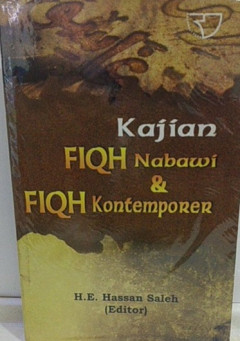 Kajian
FIQH Nabawi
&
FIQH Kontemporer
H.E. Hassan Saleh
(Editor)